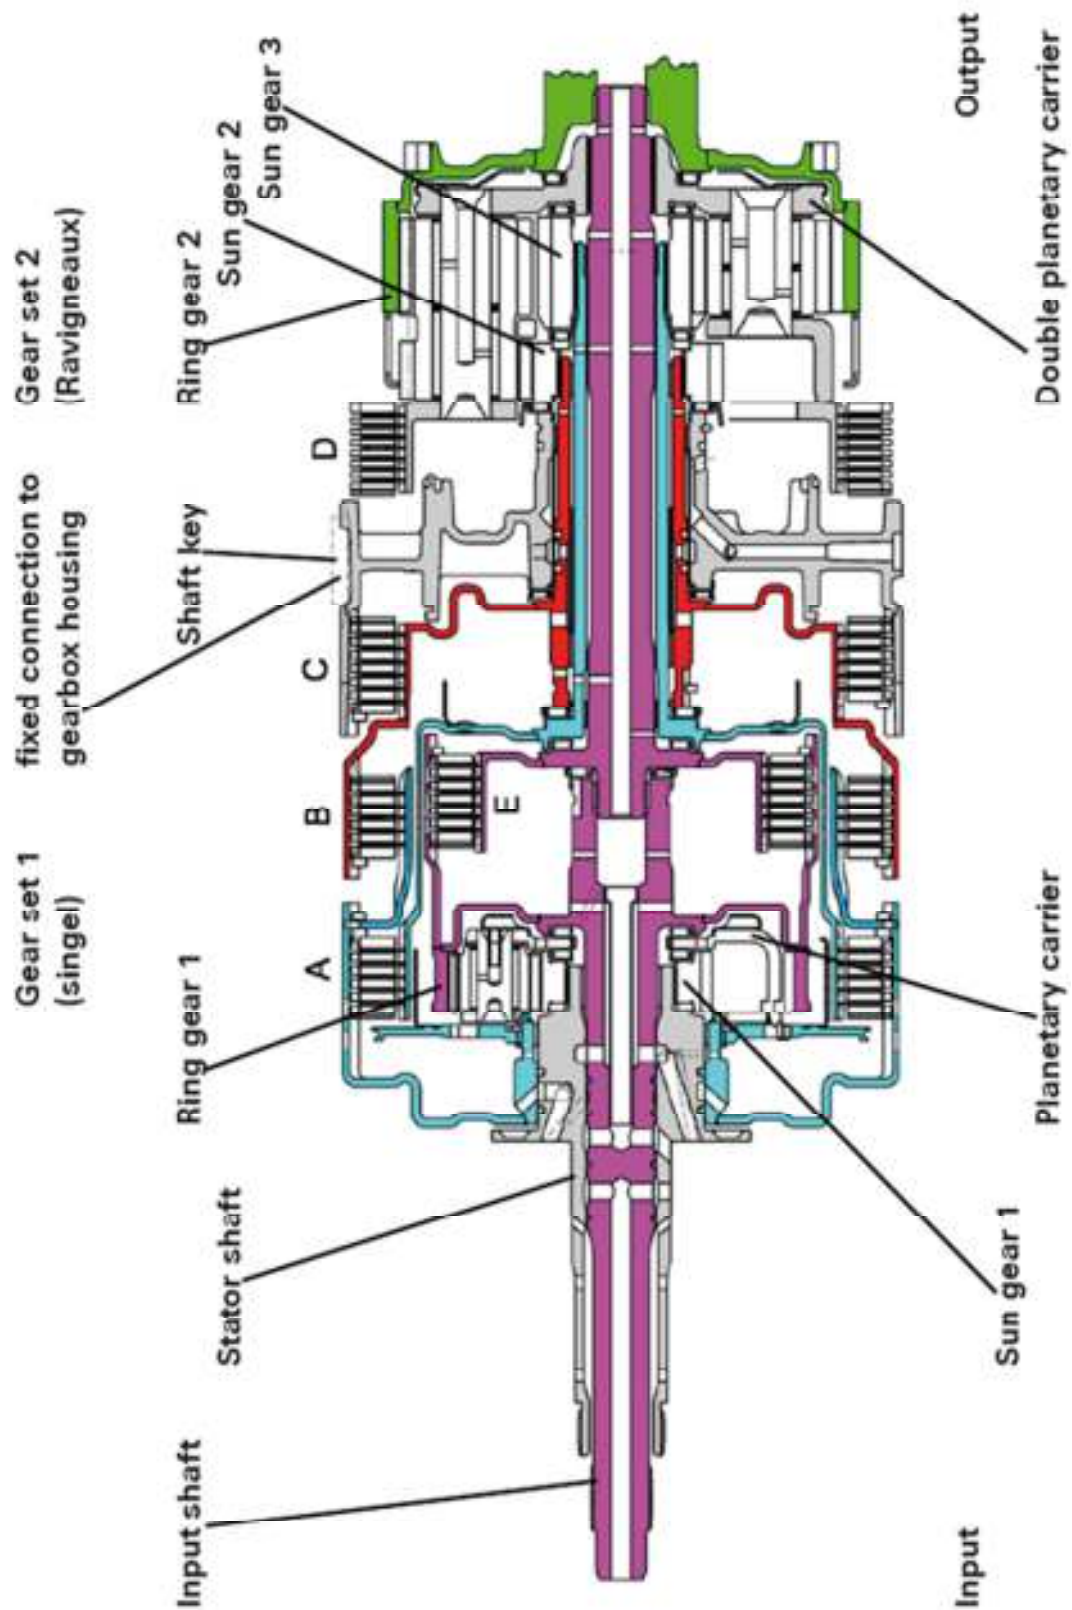 Gear set 1
(singel)
fixed connection to
gearbox housing
Gear set 2
(Ravigneaux)
Input shaft
Stator shaft
Ring gear 1
Shaft key
Ring gear 2
Sun gear 2
Sun gear 3
A
B
C
D
E
Input
Sun gear 1
Planetary carrier
Output
Double planetary carrier